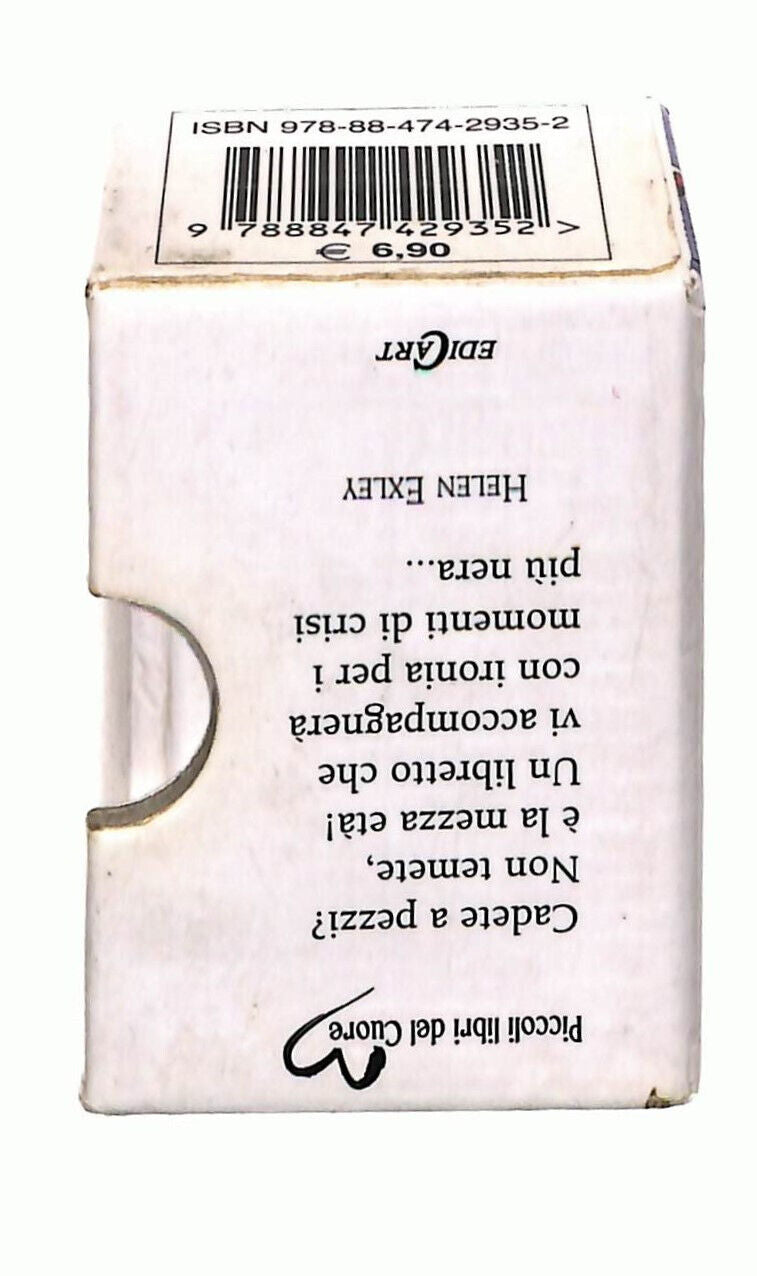 ISBN 978-88-474-2935-2
9 788847 429352 >
€ 6,90
Piccoli libri del Cuore
Cadete a pezzi?
Non temete,
è la mezza età!
Un libretto che
vi accompagnerà
con ironia per i
momenti di crisi
più nera...
HELEN EXLEY
EDICART